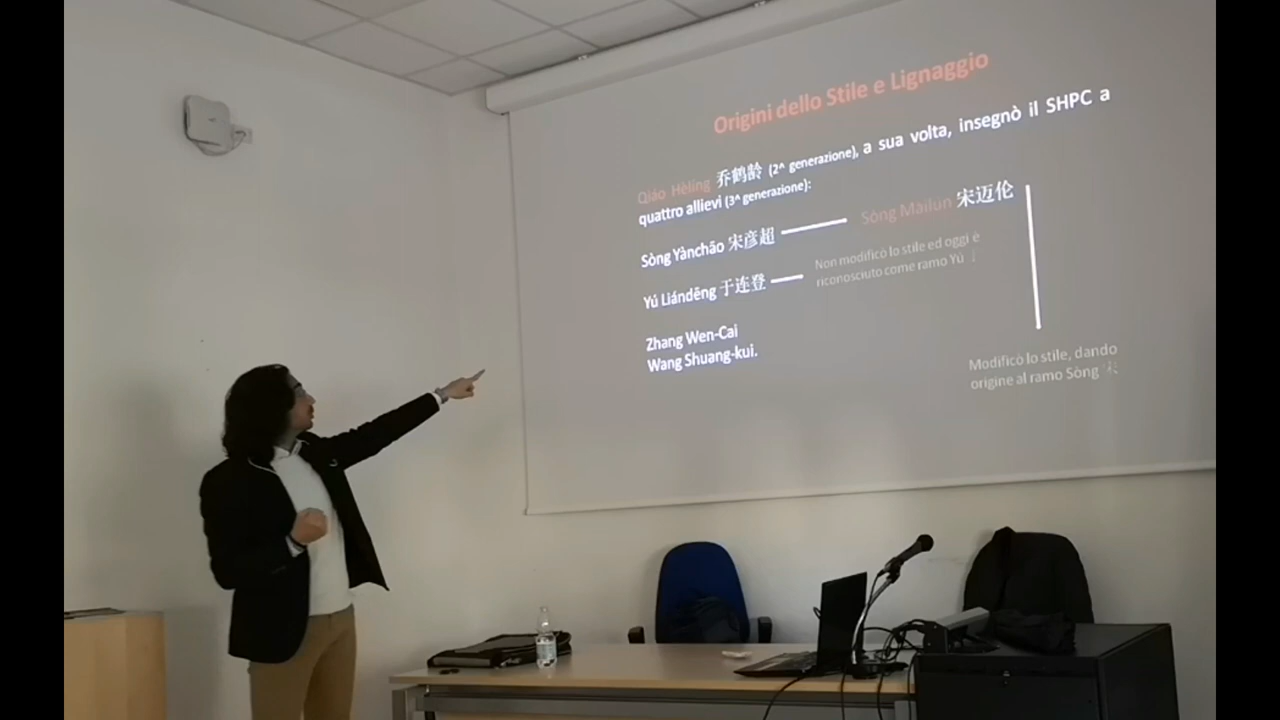 Origini dello Stile e Lignaggio
Qiáo Hèlíng 乔鹤龄 (2^ generazione), a sua volta, insegnò il SHPC a
quattro allievi (3^ generazione):
Sòng Yànchāo 宋彦超
Sòng Màilún 宋迈伦
Non modificò lo stile ed oggi è
riconosciuto come ramo Yú
Yú Liándēng 于连登
Zhang Wen-Cai
Wang Shuang-kui.
Modificò lo stile, dando
origine al ramo Sòng 宋